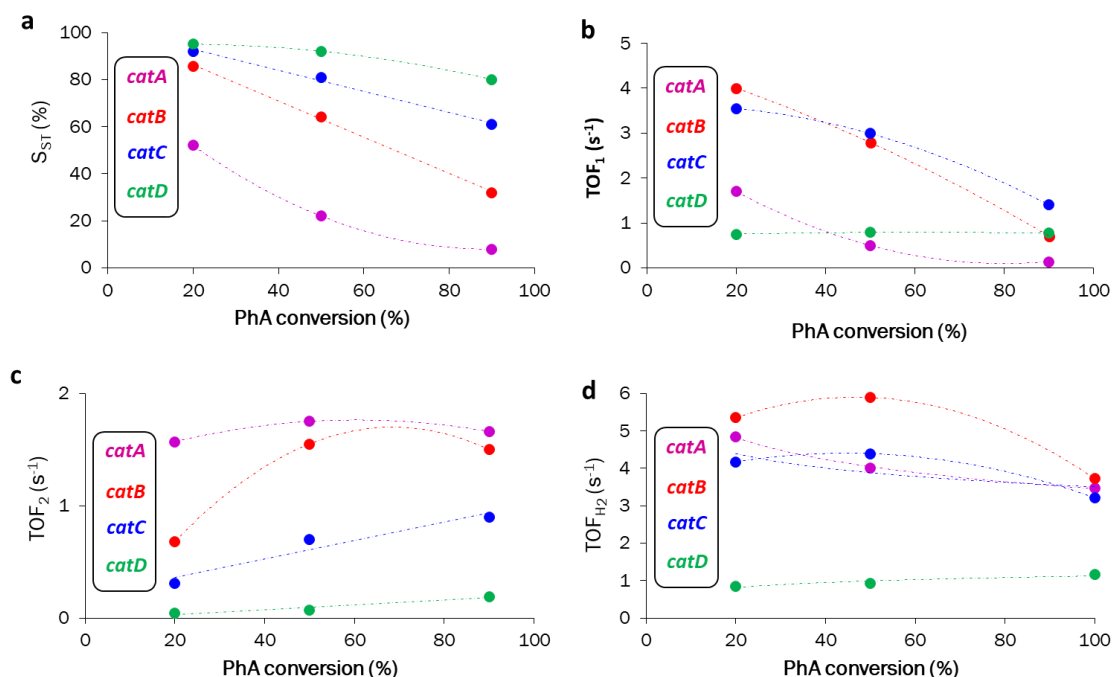 a
100
80
60
40
20
0
S_ST (%)
catA
catB
catC
catD
0 20 40 60 80 100
PhA conversion (%)
b
5
4
3
2
1
0
TOF₁ (s⁻¹)
catA
catB
catC
catD
0 20 40 60 80 100
PhA conversion (%)
c
2
1
0
TOF₂ (s⁻¹)
catA
catB
catC
catD
0 20 40 60 80 100
PhA conversion (%)
d
6
5
4
3
2
1
0
TOF_H2 (s⁻¹)
catA
catB
catC
catD
0 20 40 60 80 100
PhA conversion (%)